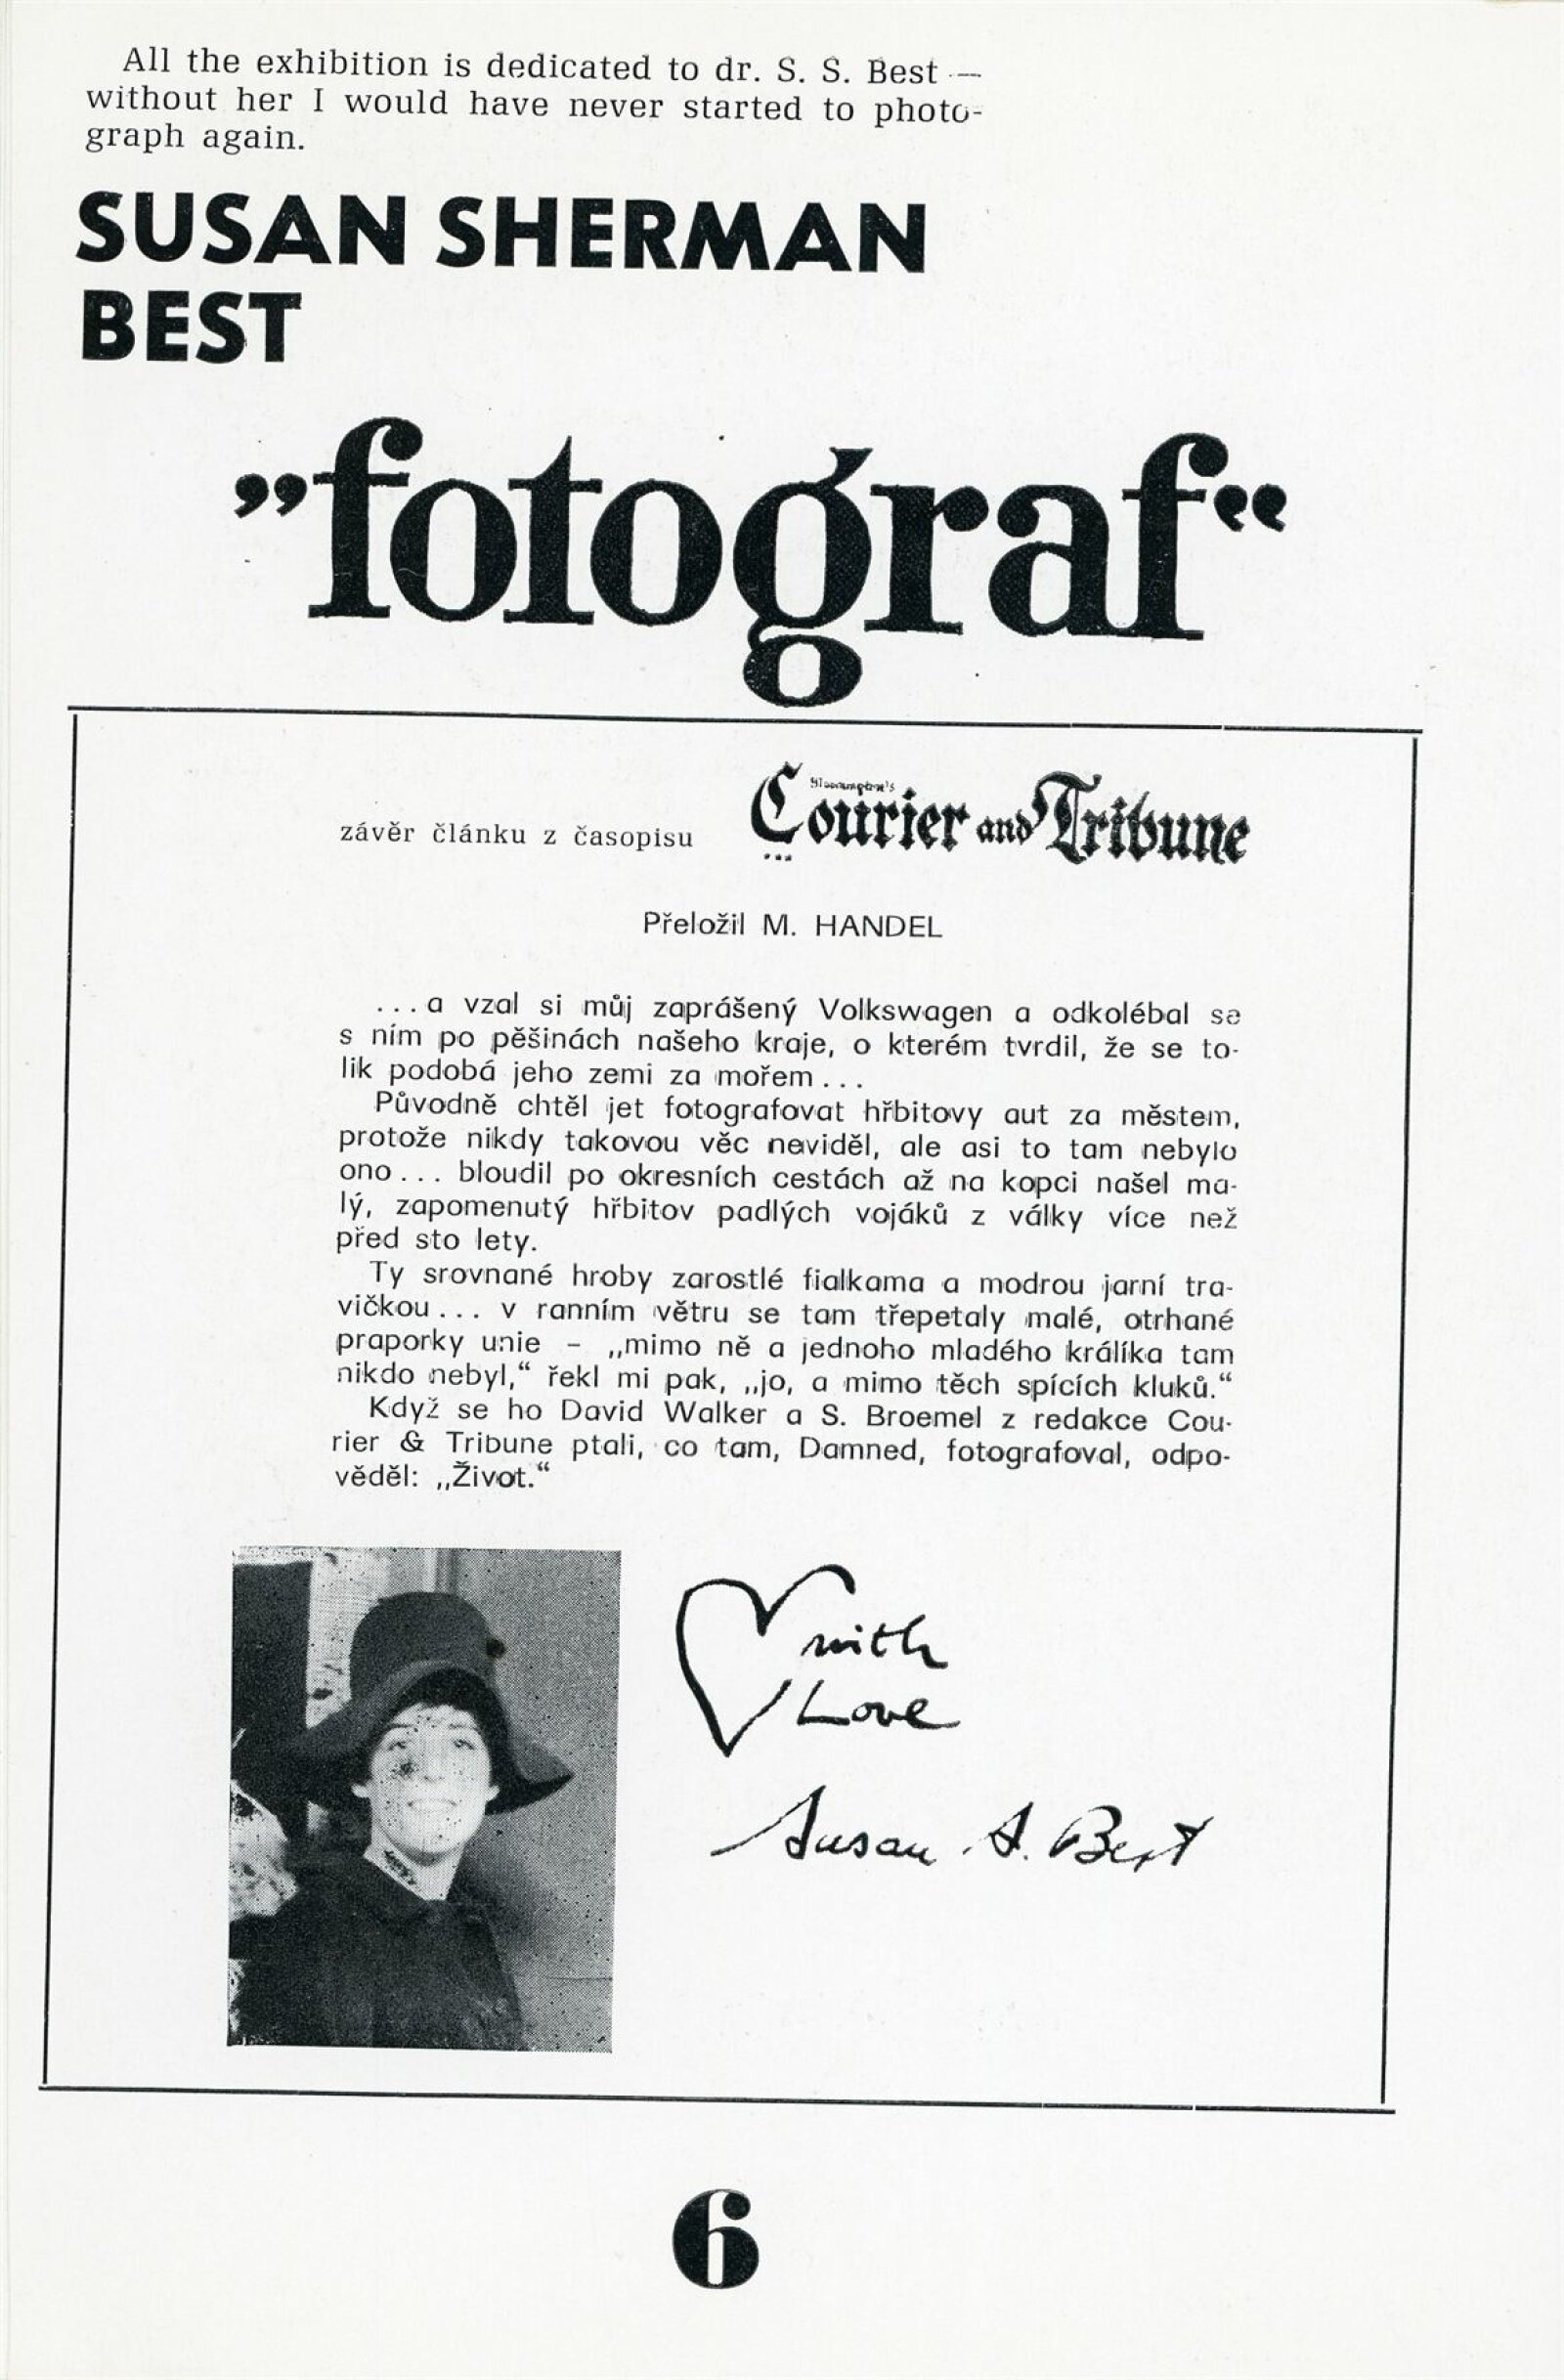 All the exhibition is dedicated to dr. S. S. Best —
without her I would have never started to photo-
graph again.
SUSAN SHERMAN
BEST
„fotograf“
závěr článku z časopisu
Courier and Tribune
...
Přeložil M. HANDEL
...a vzal si můj zaprášený Volkswagen a odkolébal se
s ním po pěšinách našeho kraje, o kterém tvrdil, že se to-
lik podobá jeho zemi za mořem...
Původně chtěl jet fotografovat hřbitovy aut za městem,
protože nikdy takovou věc neviděl, ale asi to tam nebylo
ono... bloudil po okresních cestách až na kopci našel ma-
lý, zapomenutý hřbitov padlých vojáků z války více než
před sto lety.
Ty srovnané hroby zarostlé fialkama a modrou jarní tra-
vičkou... v ranním větru se tam třepetaly malé, otrhané
praporky unie – „mimo ně a jednoho mladého králíka tam
nikdo nebyl,“ řekl mi pak, „jo, a mimo těch spících kluků.“
Když se ho David Walker a S. Broemel z redakce Cou-
rier & Tribune ptali, co tam, Damned, fotografoval, odpo-
věděl: „Život.“
with
Love
Susan S. Best
6